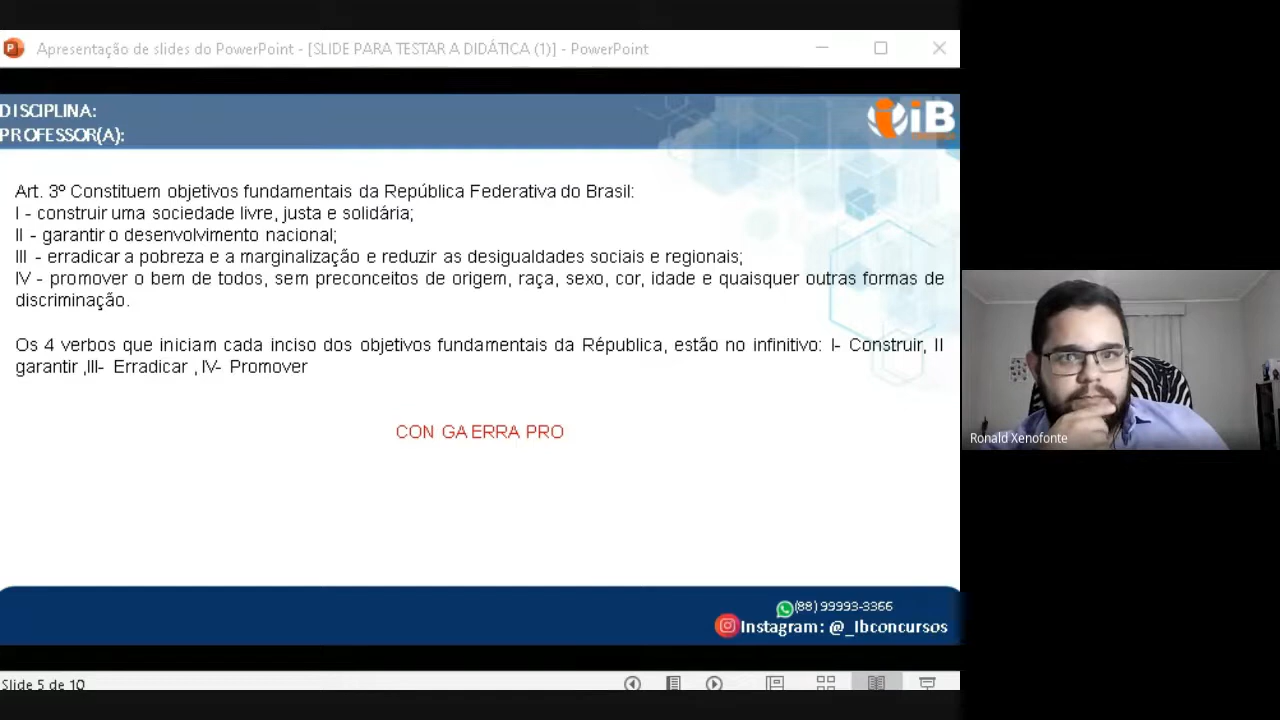 Apresentação de slides do PowerPoint - [SLIDE PARA TESTAR A DIDÁTICA (1)] - PowerPoint
DISCIPLINA:
PROFESSOR(A):
iB
Art. 3º Constituem objetivos fundamentais da República Federativa do Brasil:
I - construir uma sociedade livre, justa e solidária;
II - garantir o desenvolvimento nacional;
III - erradicar a pobreza e a marginalização e reduzir as desigualdades sociais e regionais;
IV - promover o bem de todos, sem preconceitos de origem, raça, sexo, cor, idade e quaisquer outras formas de
discriminação.
Os 4 verbos que iniciam cada inciso dos objetivos fundamentais da Républica, estão no infinitivo: I- Construir, II
garantir ,III- Erradicar , IV- Promover
CON GA ERRA PRO
Ronald Xenofonte
(88) 99993-3366
Instagram: @_Ibconcursos
Slide 5 de 10